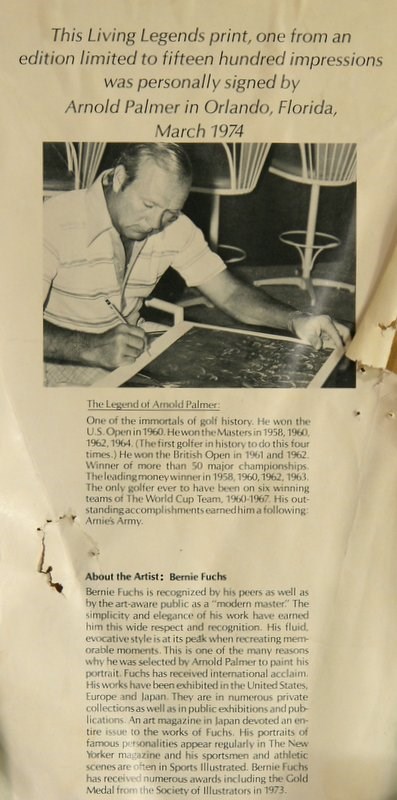 This Living Legends print, one from an
edition limited to fifteen hundred impressions
was personally signed by
Arnold Palmer in Orlando, Florida,
March 1974
The Legend of Arnold Palmer:
One of the immortals of golf history. He won the
U.S. Open in 1960. He won the Masters in 1958, 1960,
1962, 1964. (The first golfer in history to do this four
times.) He won the British Open in 1961 and 1962.
Winner of more than 50 major championships.
The leading money winner in 1958, 1960, 1962, 1963.
The only golfer ever to have been on six winning
teams of The World Cup Team, 1960-1967. His out-
standing accomplishments earned him a following:
Arnie's Army.
About the Artist: Bernie Fuchs
Bernie Fuchs is recognized by his peers as well as
by the art-aware public as a "modern master." The
simplicity and elegance of his work have earned
him this wide respect and recognition. His fluid,
evocative style is at its peak when recreating mem-
orable moments. This is one of the many reasons
why he was selected by Arnold Palmer to paint his
portrait. Fuchs has received international acclaim.
His works have been exhibited in the United States,
Europe and Japan. They are in numerous private
collections as well as in public exhibitions and pub-
lications. An art magazine in Japan devoted an en-
tire issue to the works of Fuchs. His portraits of
famous personalities appear regularly in The New
Yorker magazine and his sportsmen and athletic
scenes are often in Sports Illustrated. Bernie Fuchs
has received numerous awards including the Gold
Medal from the Society of Illustrators in 1973.